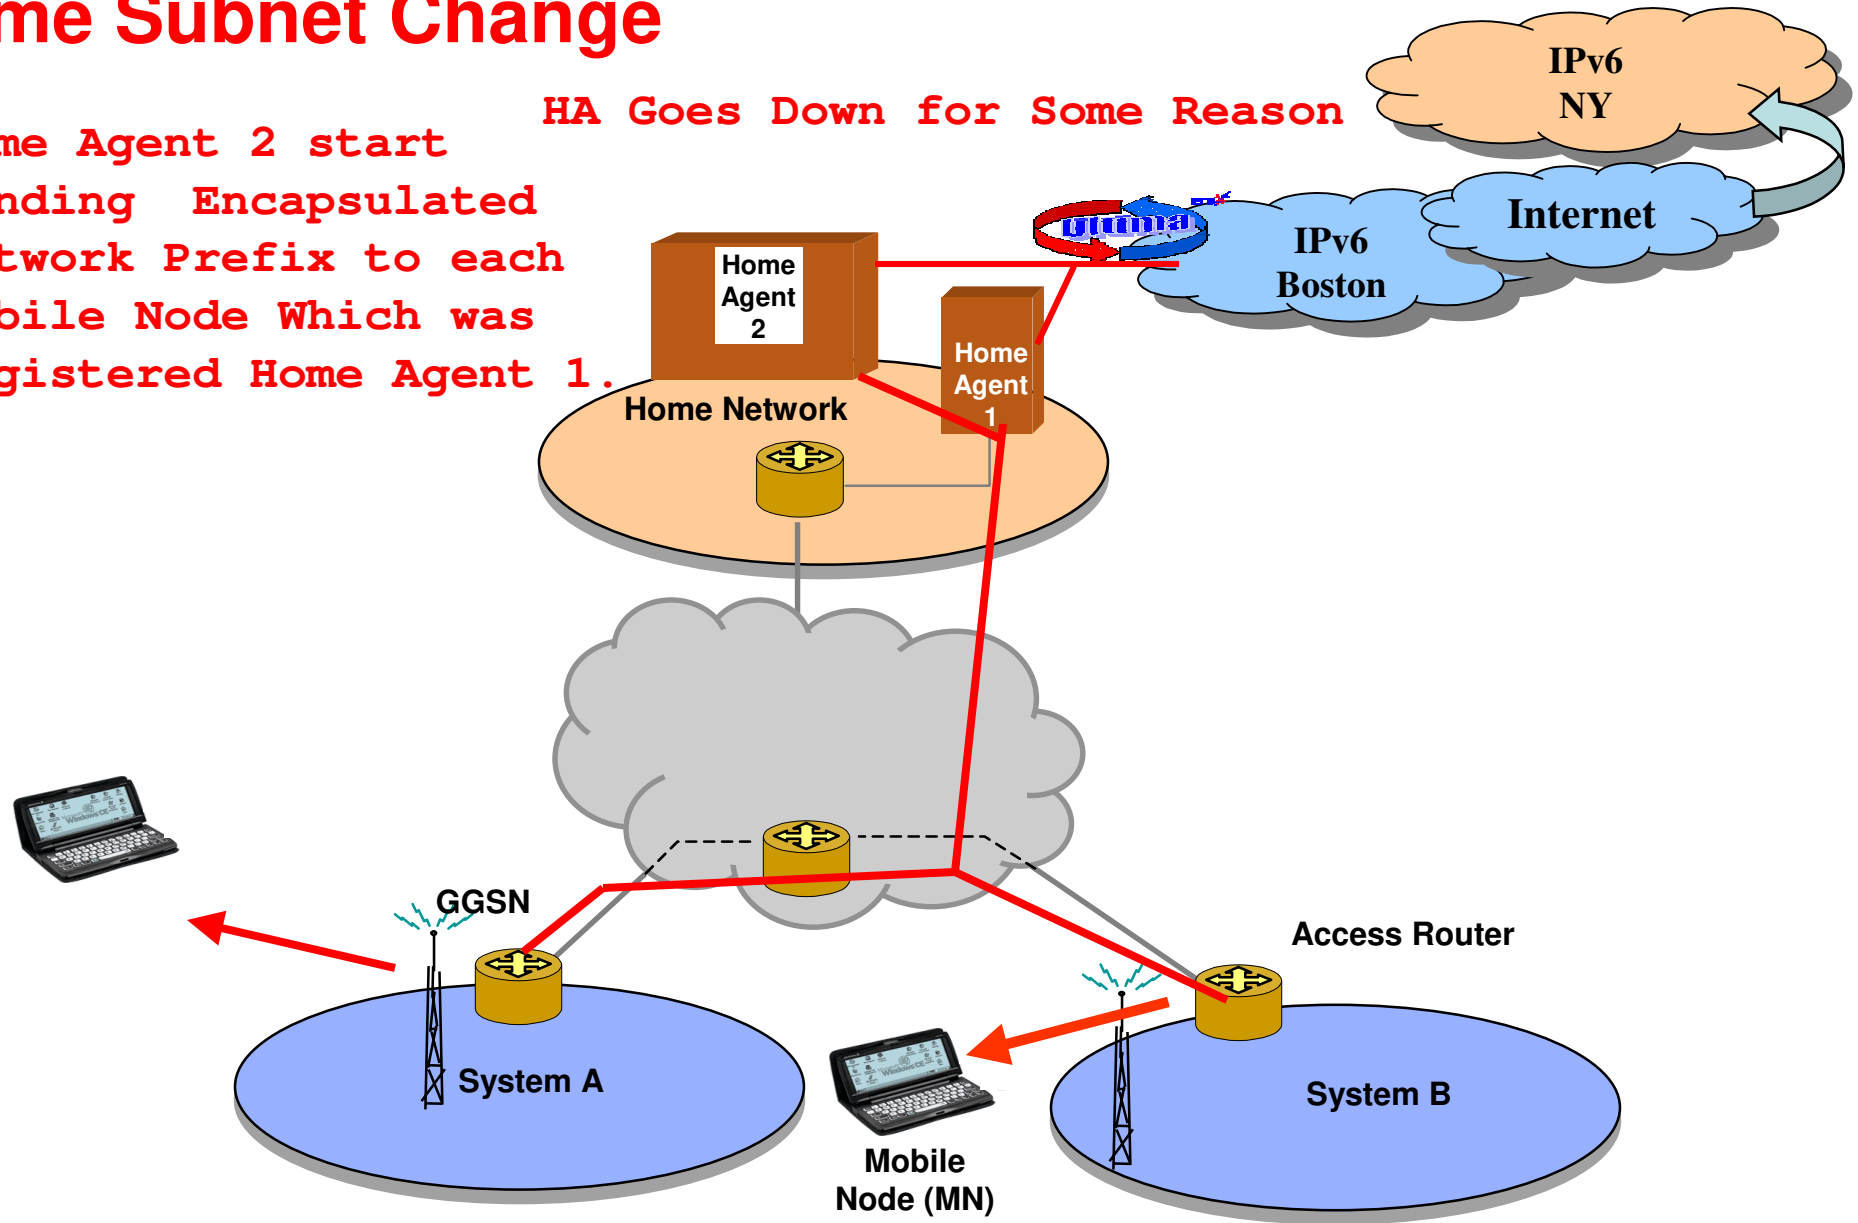 me Subnet Change
HA Goes Down for Some Reason
me Agent 2 start
nding Encapsulated
twork Prefix to each
bile Node Which was
gistered Home Agent 1.
IPv6
NY
Internet
IPv6
Boston
Home
Agent
2
Home
Agent
1
Home Network
GGSN
Access Router
System A
System B
Mobile
Node (MN)